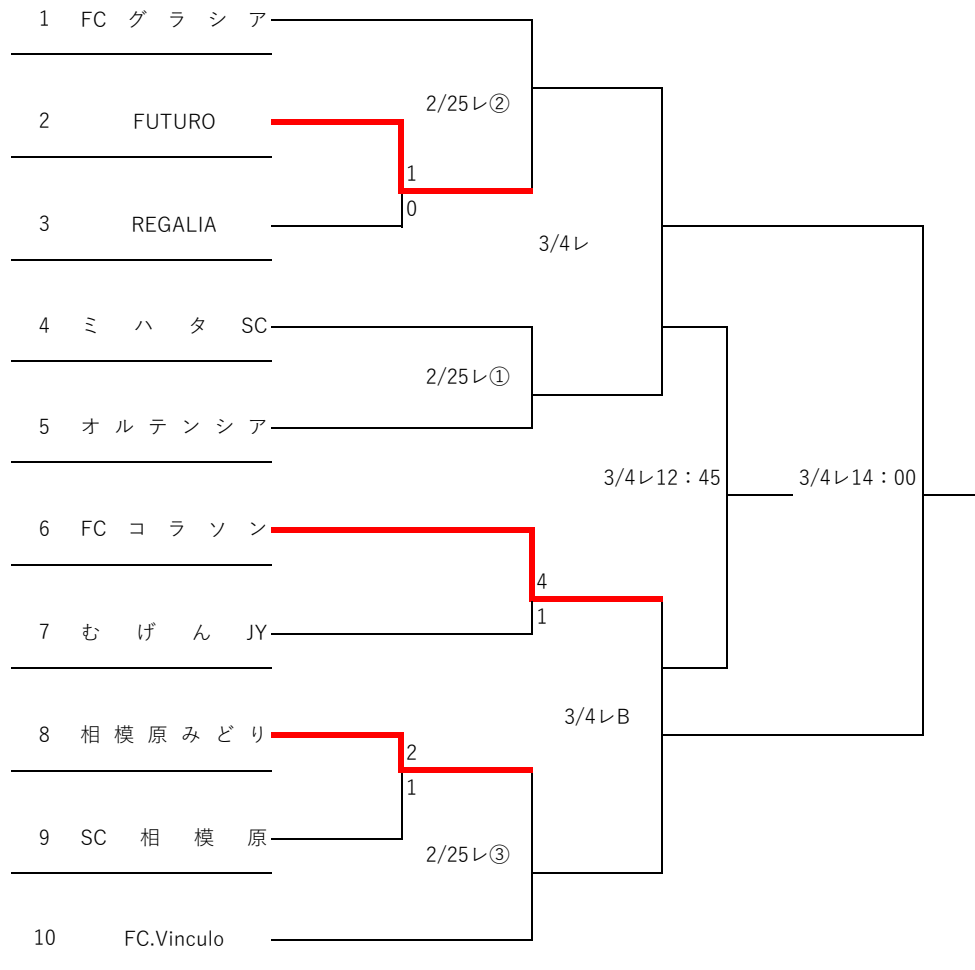 1 FC グ ラ シ ア
2/25レ②
2 FUTURO
1
0
3 REGALIA
3/4レ
4 ミ ハ タ SC
2/25レ①
5 オ ル テ ン シ ア
3/4レ12：45
3/4レ14：00
6 FC コ ラ ソ ン
4
1
7 む げ ん JY
3/4レB
8 相 模 原 み ど り
2
1
9 SC 相 模 原
2/25レ③
10 FC.Vinculo